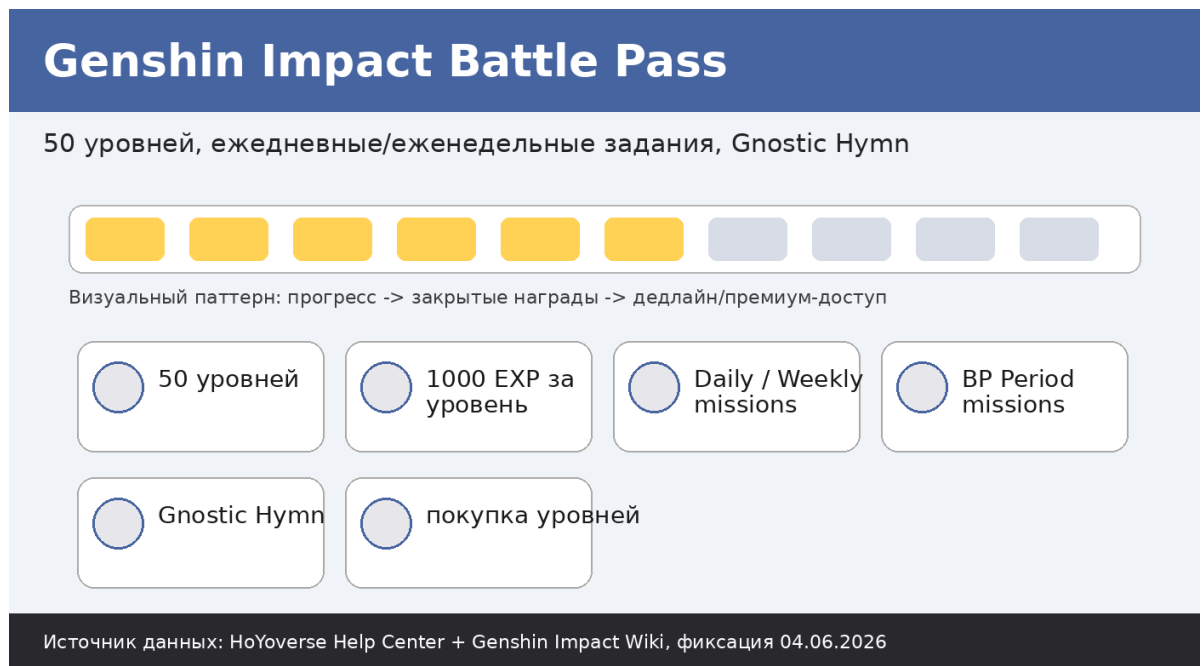 Genshin Impact Battle Pass
50 уровней, ежедневные/еженедельные задания, Gnostic Hymn
Визуальный паттерн: прогресс -> закрытые награды -> дедлайн/премиум-доступ
50 уровней
1000 EXP за
уровень
Daily / Weekly
missions
BP Period
missions
Gnostic Hymn
покупка уровней
Источник данных: HoYoverse Help Center + Genshin Impact Wiki, фиксация 04.06.2026